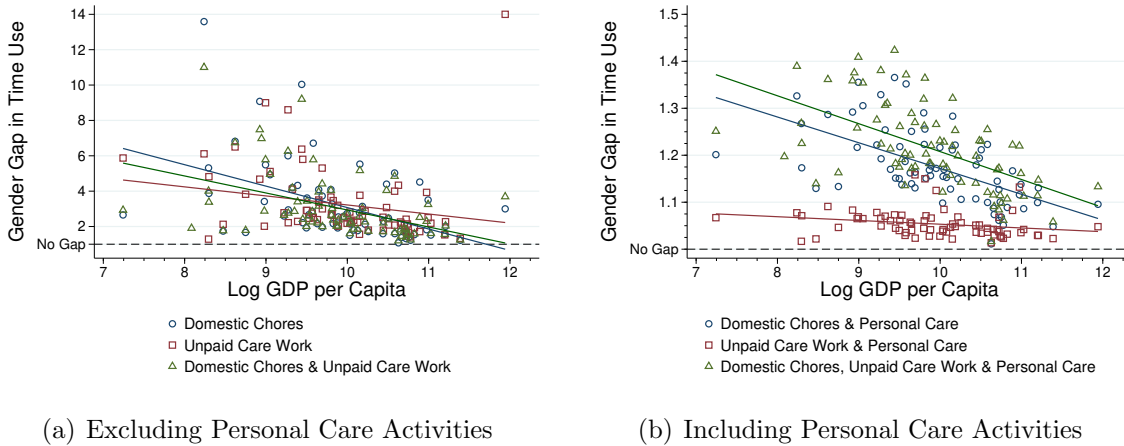 Gender Gap in Time Use
14
12
10
8
6
4
2
No Gap
7 8 9 10 11 12
Log GDP per Capita
Domestic Chores
Unpaid Care Work
Domestic Chores & Unpaid Care Work
(a) Excluding Personal Care Activities
Gender Gap in Time Use
1.5
1.4
1.3
1.2
1.1
No Gap
7 8 9 10 11 12
Log GDP per Capita
Domestic Chores & Personal Care
Unpaid Care Work & Personal Care
Domestic Chores, Unpaid Care Work & Personal Care
(b) Including Personal Care Activities